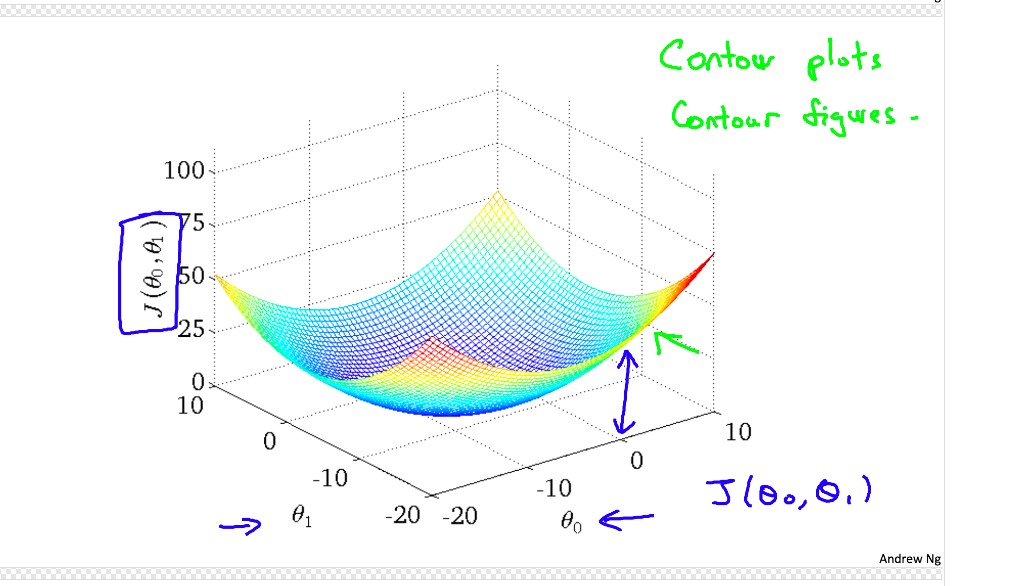 Contour plots
Contour figures.
100
75
50
25
0
J(θ₀,θ₁)
10
0
-10
-20
θ₁
-20
-10
0
10
θ₀
J(θ₀,θ₁)
Andrew Ng